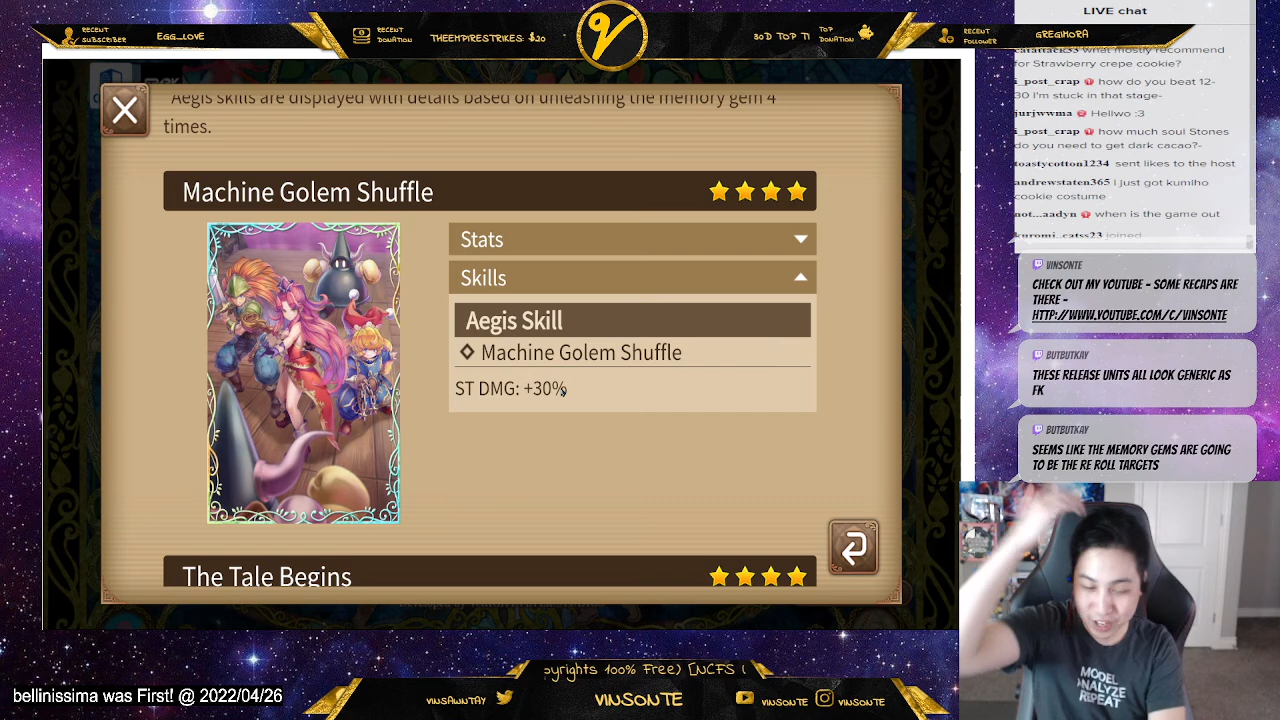 RECENT
SUBSCRIBER
EGG_LOVE
RECENT
DONATION
THEEMPIRESTRIKES: $20
30D TOP TI
TOP
DONATION
RECENT
FOLLOWER
GREGIMORA
LIVE chat
what mostly recommend
for Strawberry crepe cookie?
i_post_crap how do you beat 12-
30 I'm stuck in that stage-
jurjwwma Hellwo :3
i_post_crap how much soul Stones
do you need to get dark cacao?-
toastycotton1234 sent likes to the host
andrewstaten365 I just got kumiho
cookie costume
not...aadyn when is the game out
kuromi_catss23 joined
VINSONTE
CHECK OUT MY YOUTUBE - SOME RECAPS ARE
THERE -
HTTP://WWW.YOUTUBE.COM/C/VINSONTE
BUTBUTKAY
THESE RELEASE UNITS ALL LOOK GENERIC AS
FK
BUTBUTKAY
SEEMS LIKE THE MEMORY GEMS ARE GOING
TO BE THE RE ROLL TARGETS
Aegis skills are displayed with details based on unleashing the memory gem 4
times.
Machine Golem Shuffle
Stats
Skills
Aegis Skill
Machine Golem Shuffle
ST DMG: +30%
The Tale Begins
MODEL
ANALYZE
REPEAT
pyrights 100% Free) [NCFS (
bellinissima was First! @ 2022/04/26
VINSAWNTAY
VINSONTE
VINSONTE
VINSONTE